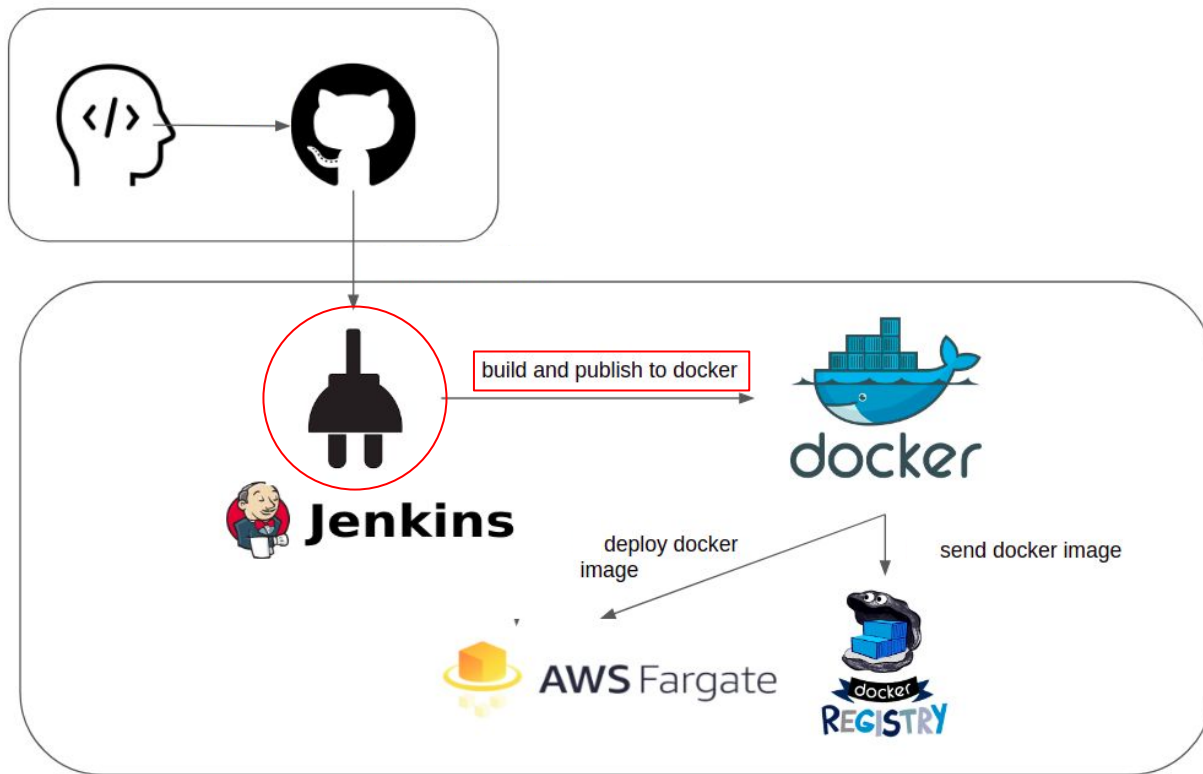 </>
build and publish to docker
docker
Jenkins
deploy docker
image
send docker image
AWS Fargate
docker
REGISTRY